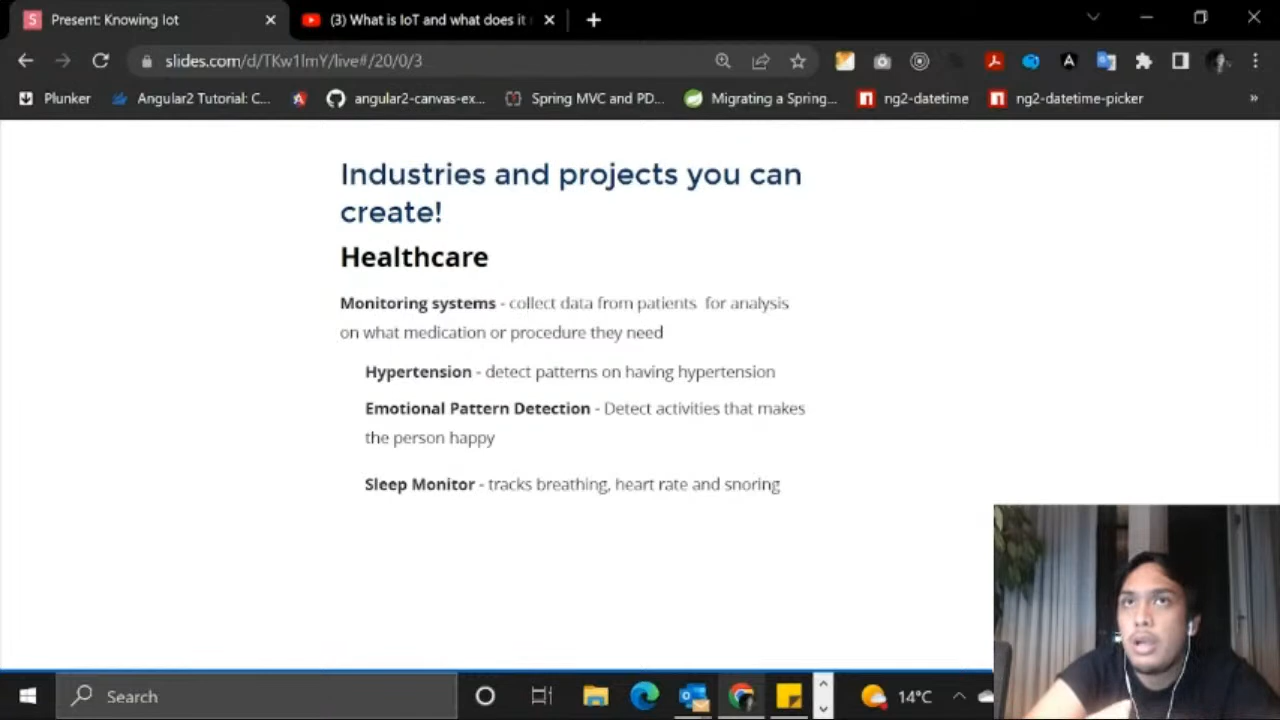 Present: Knowing Iot
(3) What is IoT and what does it
slides.com/d/TKw1lmY/live#/20/0/3
Plunker
Angular2 Tutorial: C...
angular2-canvas-ex...
Spring MVC and PD...
Migrating a Spring...
ng2-datetime
ng2-datetime-picker
»
Industries and projects you can
create!
Healthcare
Monitoring systems - collect data from patients for analysis
on what medication or procedure they need
Hypertension - detect patterns on having hypertension
Emotional Pattern Detection - Detect activities that makes
the person happy
Sleep Monitor - tracks breathing, heart rate and snoring
Search
14°C